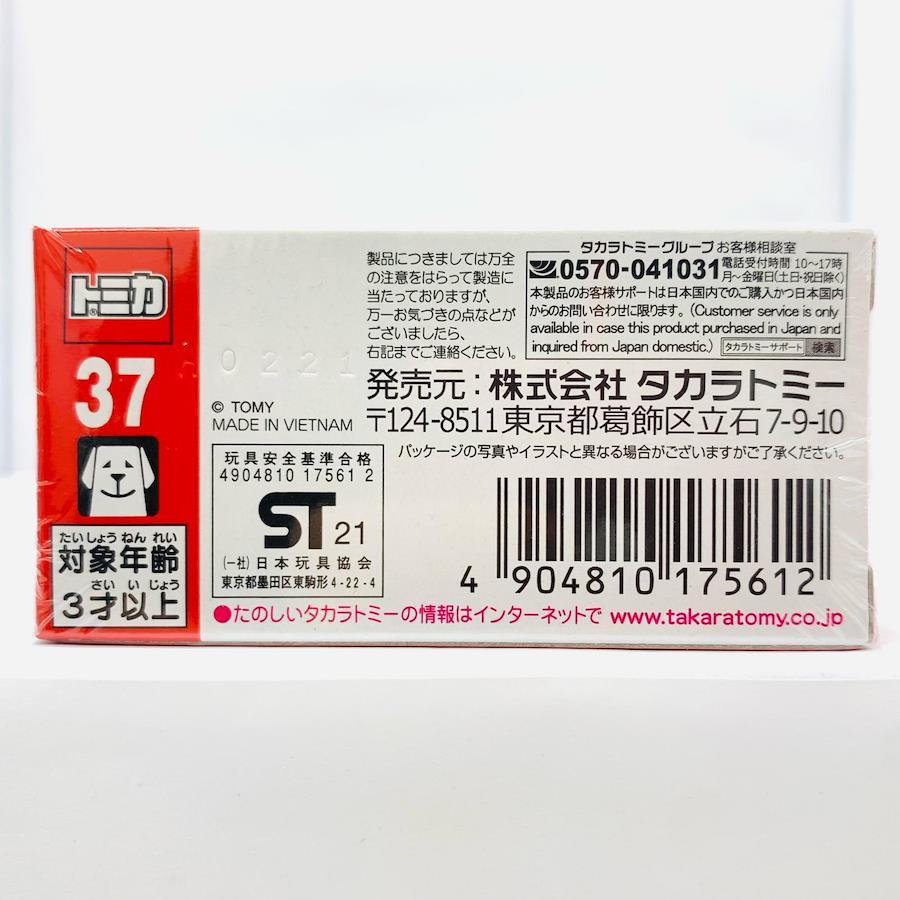 トミカ
®
37
たいしょう ねん れい
対象年齢
さい い じょう
3才以上
0221
© TOMY
MADE IN VIETNAM
玩具安全基準合格
4904810 17561 2
ST 21
(一社)日本玩具協会
東京都墨田区東駒形4-22-4
製品につきましては万全
の注意をはらって製造に
当たっておりますが、
万一お気づきの点などが
ございましたら、
右記までご連絡ください。
タカラトミーグループ お客様相談室
0570-041031 電話受付時間 10〜17時
月〜金曜日(土日・祝日除く)
本製品のお客様サポートは日本国内でのご購入かつ日本国内
からのお問い合わせに限ります。(Customer service is only
available in case this product purchased in Japan and
inquired from Japan domestic.) タカラトミーサポート 検索
発売元：株式会社 タカラトミー
〒124-8511東京都葛飾区立石7-9-10
パッケージの写真やイラストと異なる場合がございますがご了承ください。
4 904810 175612
●たのしいタカラトミーの情報はインターネットで www.takaratomy.co.jp